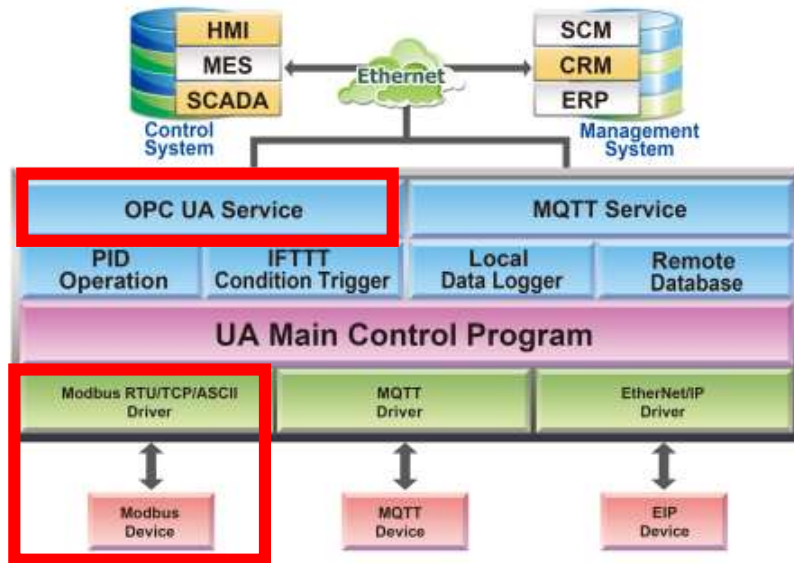 HMI
MES
SCADA
Control
System
Ethernet
SCM
CRM
ERP
Management
System
OPC UA Service
MQTT Service
PID
Operation
IFTTT
Condition Trigger
Local
Data Logger
Remote
Database
UA Main Control Program
Modbus RTU/TCP/ASCII
Driver
MQTT
Driver
EtherNet/IP
Driver
Modbus
Device
MQTT
Device
EIP
Device